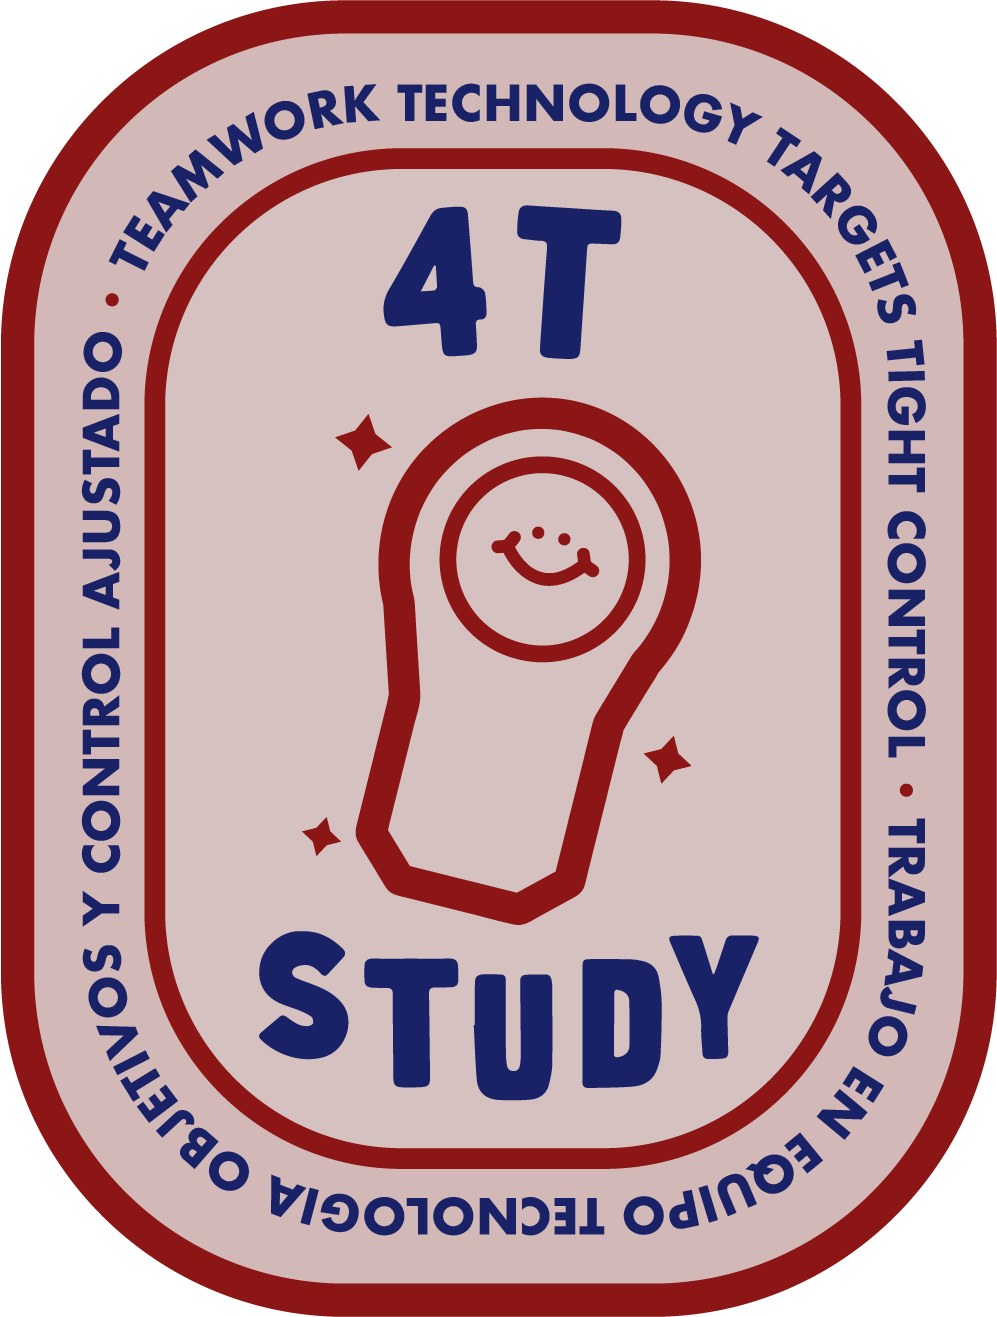 TEAMWORK TECHNOLOGY TARGETS TIGHT CONTROL •
TRABAJO EN EQUIPO TECNOLOGIA OBJETIVOS Y CONTROL AJUSTADO •
4T
STUDY